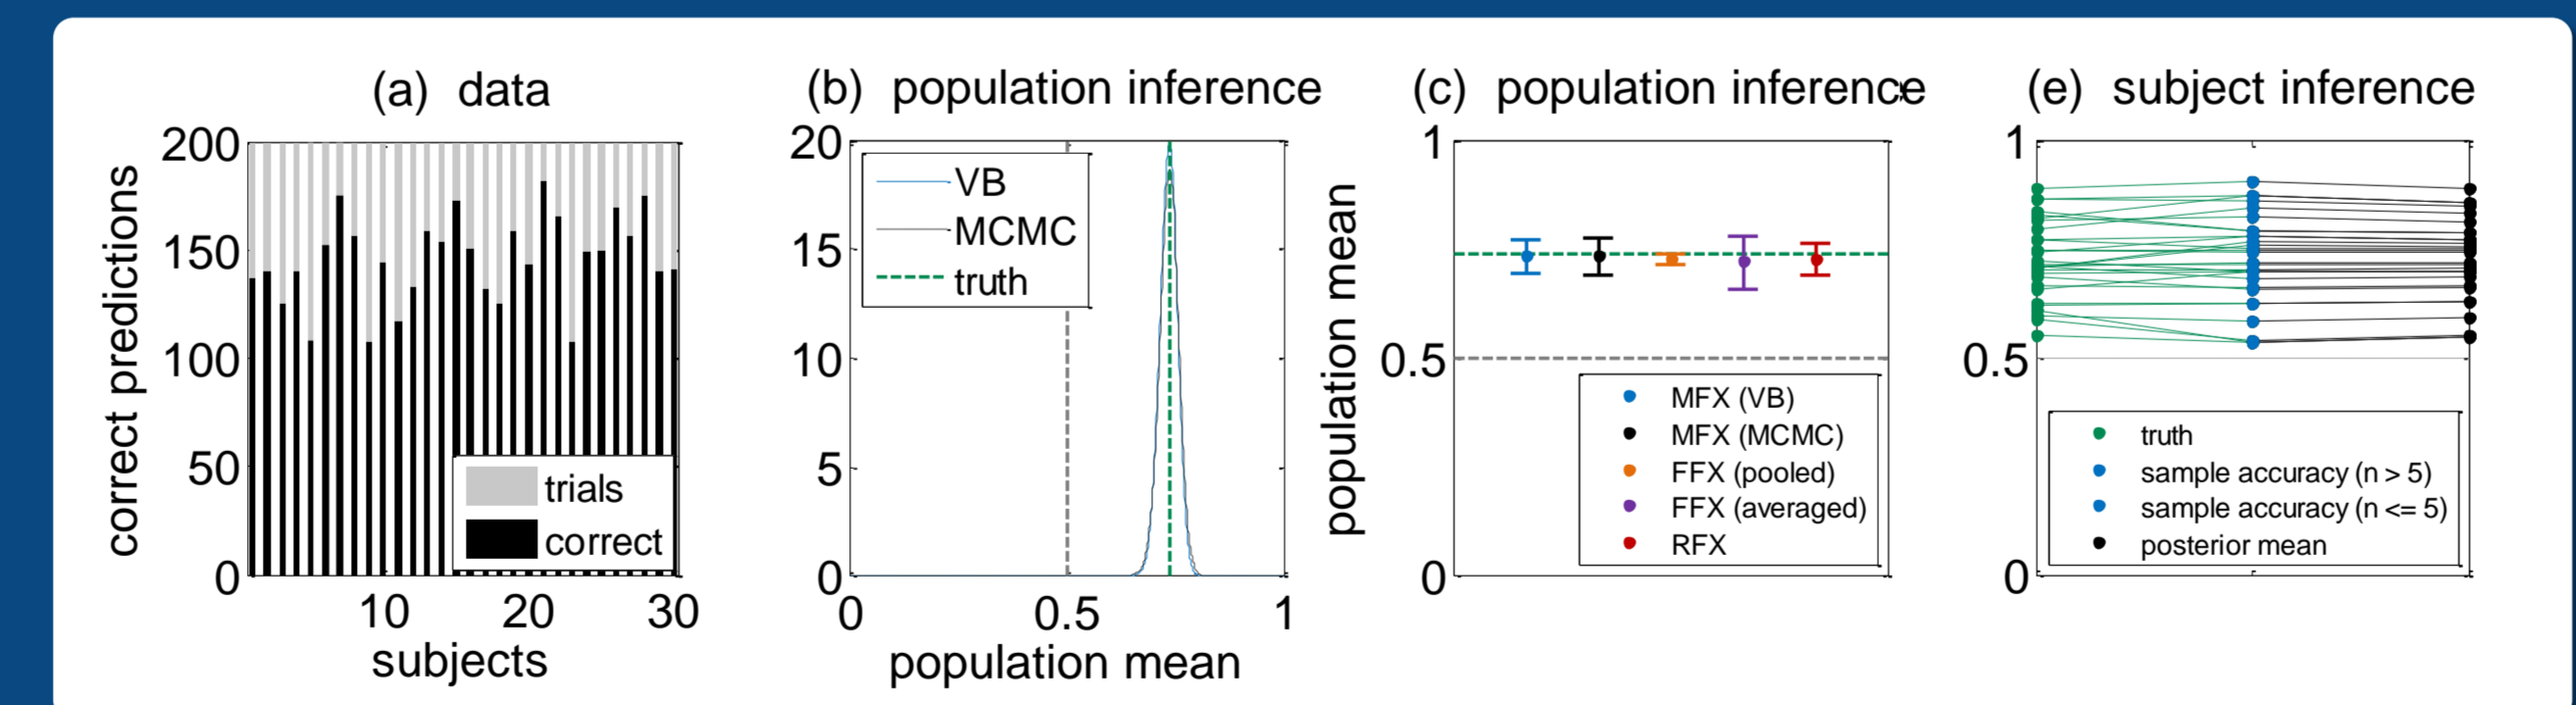 (a) data
200
150
100
50
0
correct predictions
trials
correct
10 20 30
subjects
(b) population inference
20
15
10
5
0
VB
MCMC
truth
0 0.5 1
population mean
(c) population inference
1
0.5
0
population mean
MFX (VB)
MFX (MCMC)
FFX (pooled)
FFX (averaged)
RFX
(e) subject inference
1
0.5
0
truth
sample accuracy (n > 5)
sample accuracy (n <= 5)
posterior mean